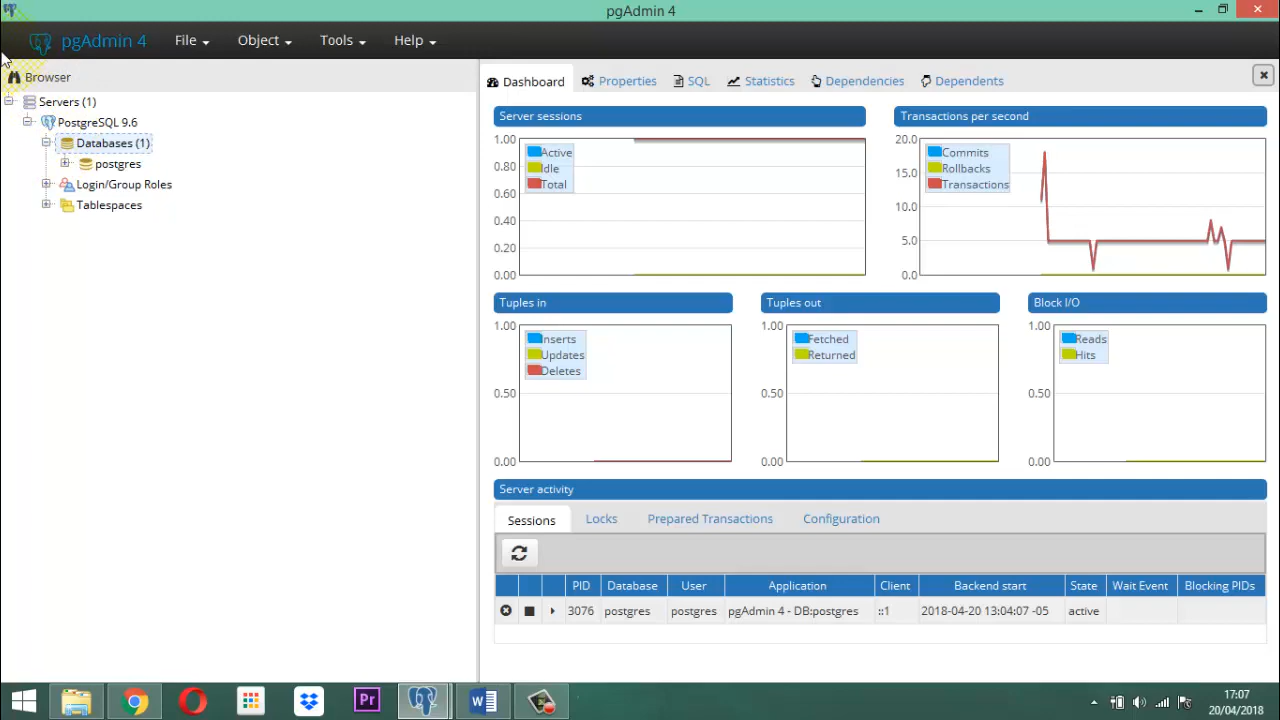 pgAdmin 4
pgAdmin 4 File Object Tools Help
Browser
Servers (1)
PostgreSQL 9.6
Databases (1)
postgres
Login/Group Roles
Tablespaces
Dashboard Properties SQL Statistics Dependencies Dependents
Server sessions
1.00
0.80
0.60
0.40
0.20
0.00
Active
Idle
Total
Transactions per second
20.0
15.0
10.0
5.0
0.0
Commits
Rollbacks
Transactions
Tuples in
1.00
0.50
0.00
Inserts
Updates
Deletes
Tuples out
1.00
0.50
0.00
Fetched
Returned
Block I/O
1.00
0.50
0.00
Reads
Hits
Server activity
Sessions Locks Prepared Transactions Configuration
PID Database User Application Client Backend start State Wait Event Blocking PIDs
3076 postgres postgres pgAdmin 4 - DB:postgres ::1 2018-04-20 13:04:07 -05 active
Pr
17:07
20/04/2018